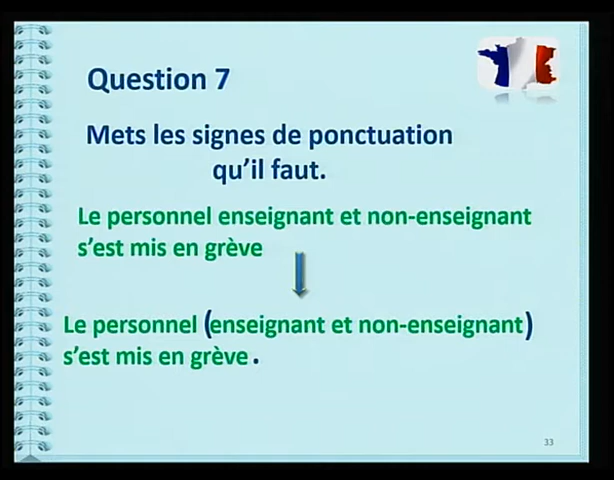 Question 7
Mets les signes de ponctuation
qu'il faut.
Le personnel enseignant et non-enseignant
s'est mis en grève
Le personnel (enseignant et non-enseignant)
s'est mis en grève.
33